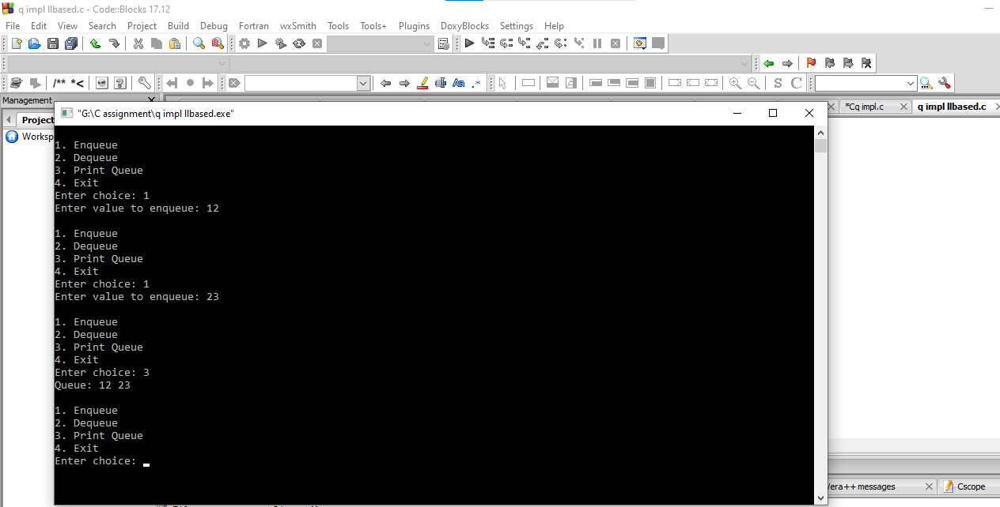 q impl llbased.c - Code::Blocks 17.12
File Edit View Search Project Build Debug Fortran wxSmith Tools Tools+ Plugins DoxyBlocks Settings Help
/** *<
S C
Management
*Cq impl.c
q impl llbased.c
Project
Worksp
"G:\C assignment\q impl llbased.exe"
1. Enqueue
2. Dequeue
3. Print Queue
4. Exit
Enter choice: 1
Enter value to enqueue: 12
1. Enqueue
2. Dequeue
3. Print Queue
4. Exit
Enter choice: 1
Enter value to enqueue: 23
1. Enqueue
2. Dequeue
3. Print Queue
4. Exit
Enter choice: 3
Queue: 12 23
1. Enqueue
2. Dequeue
3. Print Queue
4. Exit
Enter choice:
/era++ messages
Cscope